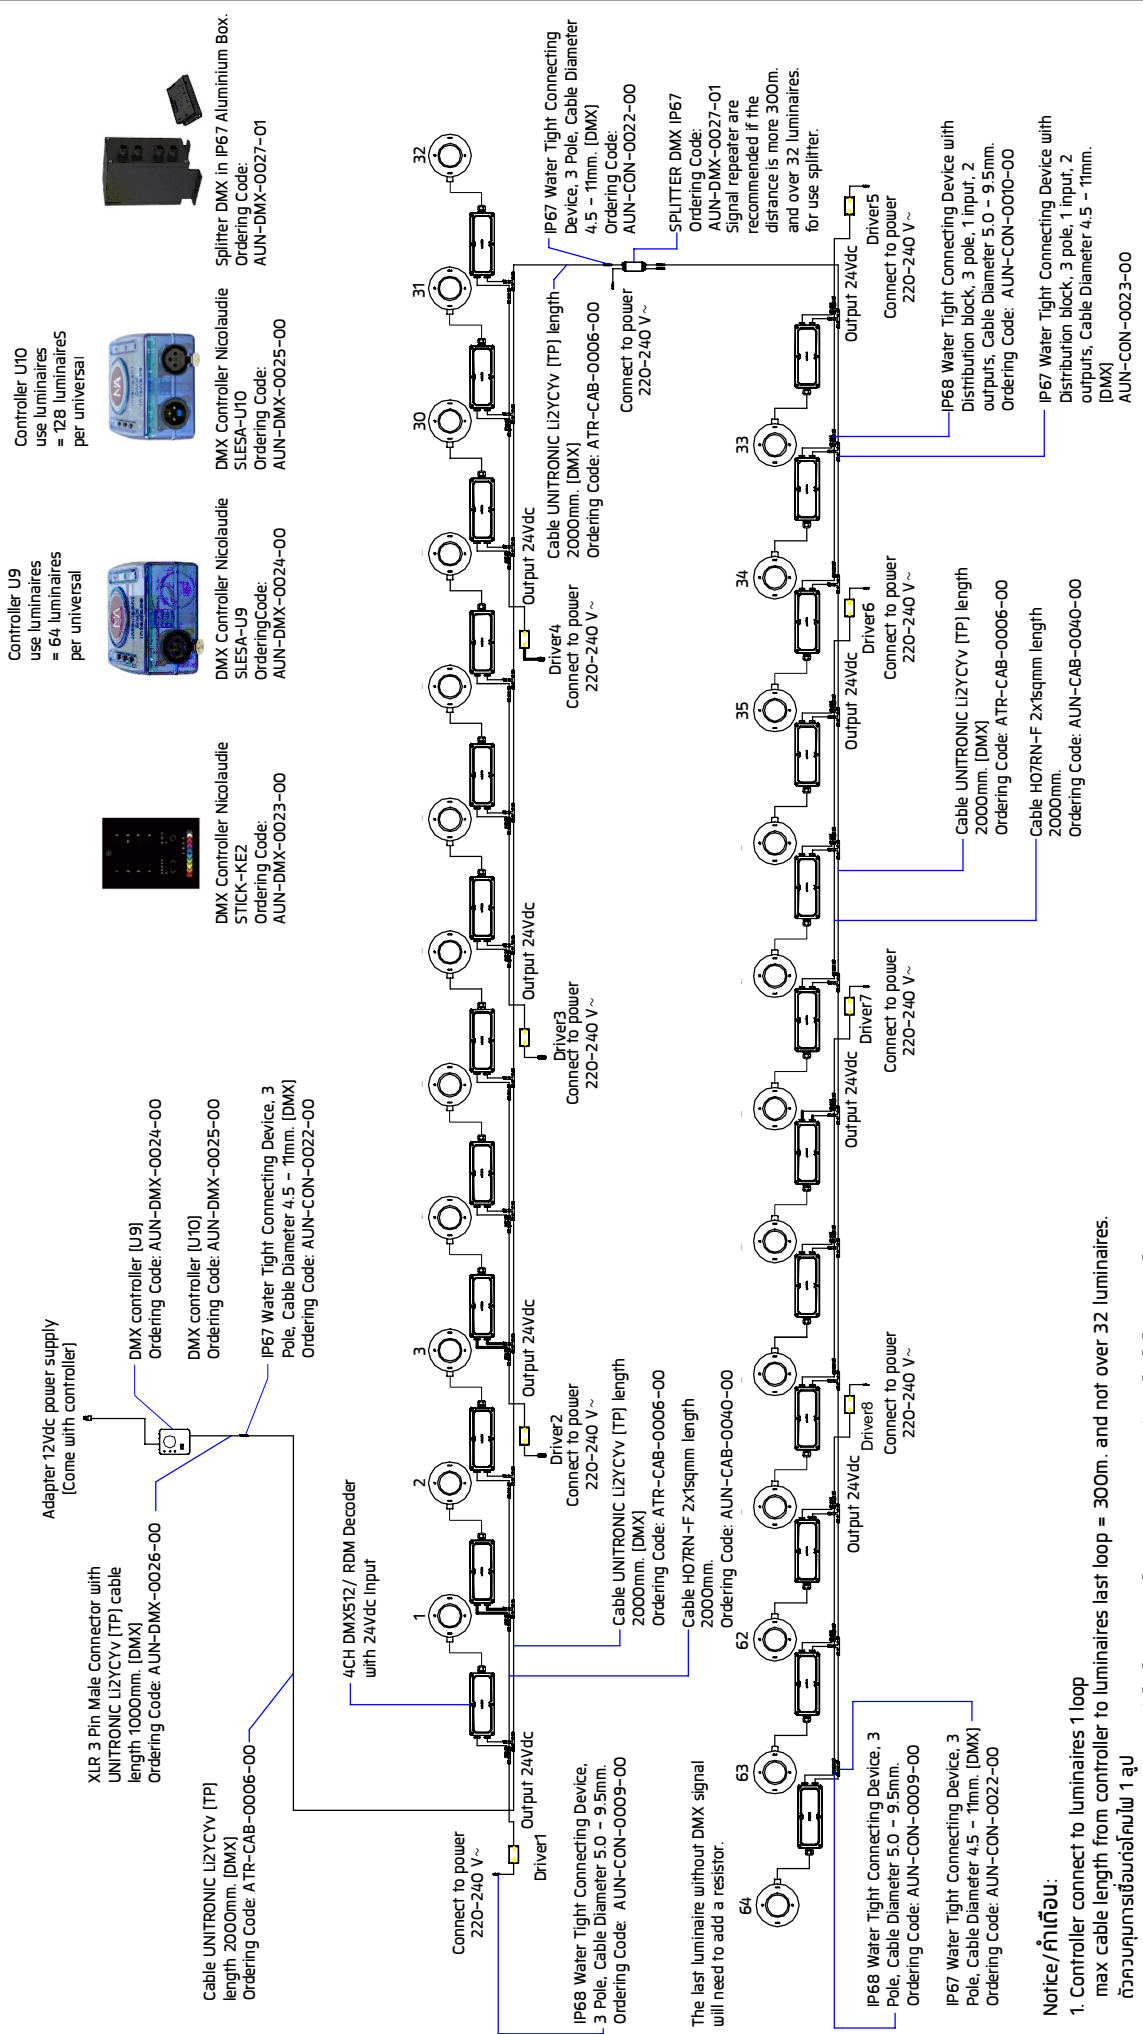 Controller U9
use luminaires
= 64 luminaires
per universal
Controller U10
use luminaires
= 128 luminaires
per universal
DMX Controller Nicolaudie
STICK-KE2
Ordering Code:
AUN-DMX-0023-00
DMX Controller Nicolaudie
SLESA-U9
OrderingCode:
AUN-DMX-0024-00
DMX Controller Nicolaudie
SLESA-U10
Ordering Code:
AUN-DMX-0025-00
Spliter DMX in IP67 Aluminium Box.
Ordering Code:
AUN-DMX-0027-01
Adapter 12Vdc power supply
[Come with controller]
XLR 3 Pin Male Connector with
UNITRONIC Li2YCYv [TP] cable
length 1000mm. [DMX]
Ordering Code: AUN-DMX-0026-00
DMX controller [U9]
Ordering Code: AUN-DMX-0024-00
DMX controller [U10]
Ordering Code: AUN-DMX-0025-00
IP67 Water Tight Connecting Device, 3
Pole, Cable Diameter 4.5 - 11mm. [DMX]
Ordering Code: AUN-CON-0022-00
Cable UNITRONIC Li2YCYv [TP]
length 2000mm. [DMX]
Ordering Code: ATR-CAB-0006-00
4CH DMX512/ RDM Decoder
with 24Vdc Input
1
2
3
30
31
32
Connect to power
220-240 V~
Driver1
Output 24Vdc
Driver2
Connect to power
220-240 V~
Output 24Vdc
Driver3
Connect to power
220-240 V~
Output 24Vdc
Driver4
Connect to power
220-240 V~
Output 24Vdc
IP67 Water Tight Connecting
Device, 3 Pole, Cable Diameter
4.5 - 11mm. [DMX]
Ordering Code:
AUN-CON-0022-00
Cable UNITRONIC Li2YCYv [TP] length
2000mm. [DMX]
Ordering Code: ATR-CAB-0006-00
Connect to power
220-240 V~
SPLITTER DMX IP67
Ordering Code:
AUN-DMX-0027-01
Signal repeater are
recommended if the
distance is more 300m.
and over 32 luminaires.
for use splitter.
IP68 Water Tight Connecting Device,
3 Pole, Cable Diameter 5.0 - 9.5mm.
Ordering Code: AUN-CON-0009-00
Cable UNITRONIC Li2YCYv [TP] length
2000mm. [DMX]
Ordering Code: ATR-CAB-0006-00
Cable H07RN-F 2x1sqmm length
2000mm.
Ordering Code: AUN-CAB-0040-00
The last luminaire without DMX signal
will need to add a resistor.
64
63
62
35
34
33
Output 24Vdc
Driver8
Connect to power
220-240 V~
Output 24Vdc
Driver7
Connect to power
220-240 V~
Output 24Vdc
Driver6
Connect to power
220-240 V~
Output 24Vdc
Driver5
Connect to power
220-240 V~
IP68 Water Tight Connecting Device, 3
Pole, Cable Diameter 5.0 - 9.5mm.
Ordering Code: AUN-CON-0009-00
IP67 Water Tight Connecting Device, 3
Pole, Cable Diameter 4.5 - 11mm. [DMX]
Ordering Code: AUN-CON-0022-00
Cable UNITRONIC Li2YCYv [TP] length
2000mm. [DMX]
Ordering Code: ATR-CAB-0006-00
Cable H07RN-F 2x1sqmm length
2000mm.
Ordering Code: AUN-CAB-0040-00
IP68 Water Tight Connecting Device with
Distribution block, 3 pole, 1 input, 2
outputs, Cable Diameter 5.0 - 9.5mm.
Ordering Code: AUN-CON-0010-00
IP67 Water Tight Connecting Device with
Distribution block, 3 pole, 1 input, 2
outputs, Cable Diameter 4.5 - 11mm.
[DMX]
AUN-CON-0023-00
Notice/คำเตือน:
1. Controller connect to luminaires 1 loop
max cable length from controller to luminaires last loop = 300m. and not over 32 luminaires.
ตัวควบคุมการเชื่อมต่อโคมไฟ 1 ลูป